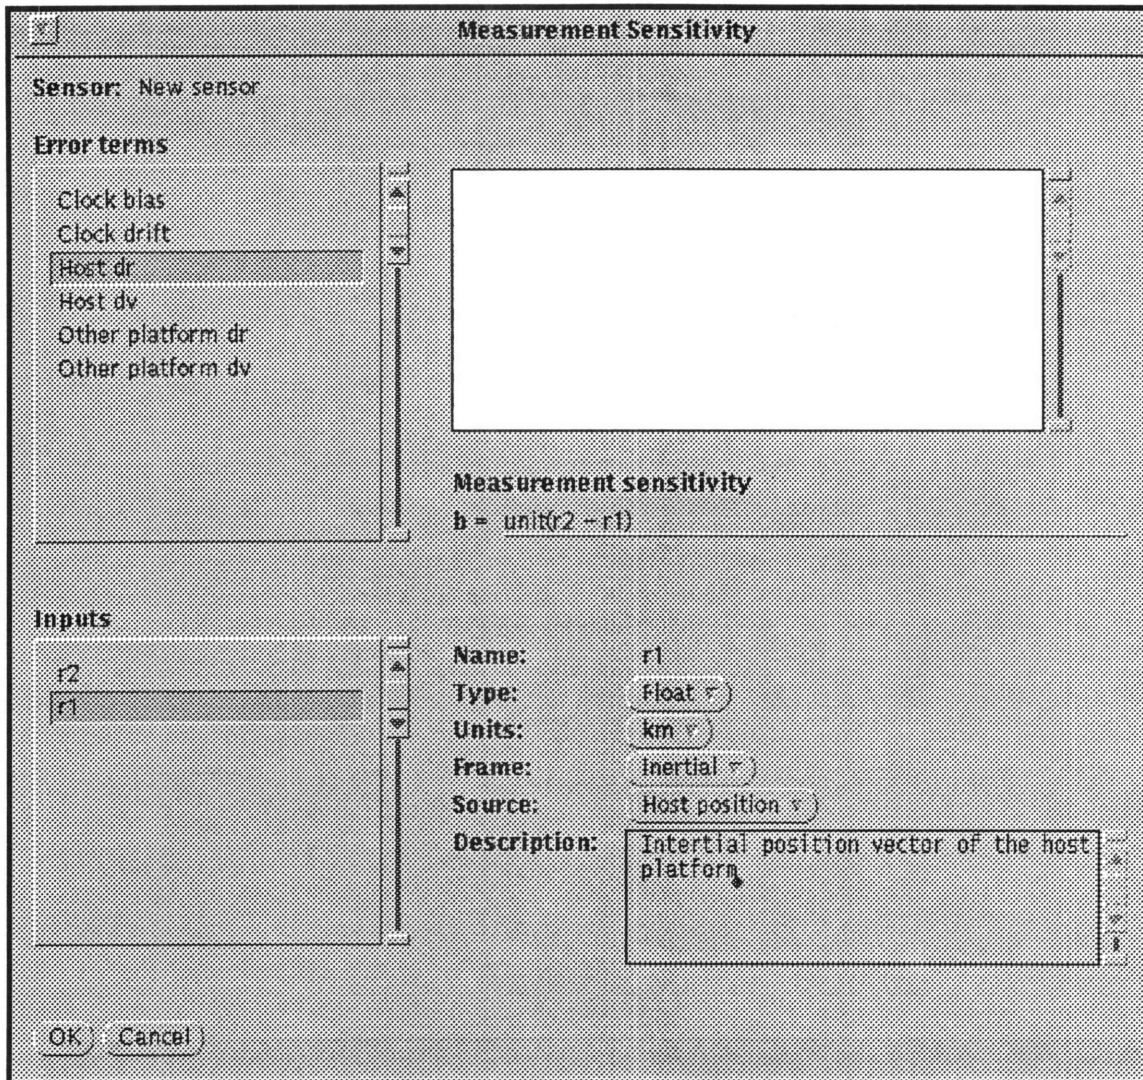 Measurement Sensitivity
Sensor: New sensor
Error terms
Clock bias
Clock drift
Host dr
Host dv
Other platform dr
Other platform dv
Measurement sensitivity
h = unit(r2 - r1)
Inputs
r2
r1
Name: r1
Type: Float
Units: km
Frame: Inertial
Source: Host position
Description: Intertial position vector of the host
platform
OK Cancel